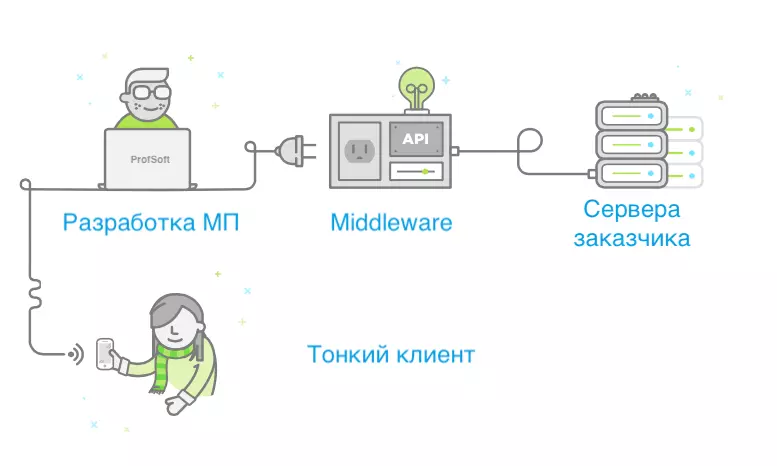 ProfSoft
API
Разработка МП
Middleware
Сервера
заказчика
Тонкий клиент